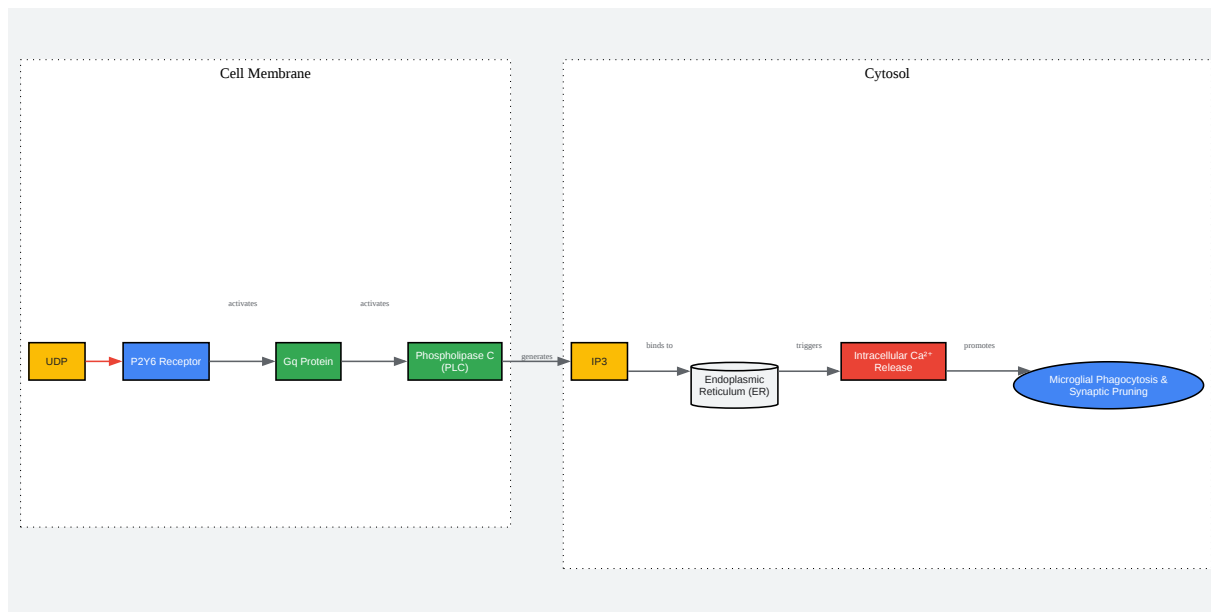 Cell Membrane
Cytosol
activates
activates
UDP
P2Y6 Receptor
Gq Protein
Phospholipase C
(PLC)
generates
IP3
binds to
Endoplasmic
Reticulum (ER)
triggers
Intracellular Ca²⁺
Release
promotes
Microglial Phagocytosis &
Synaptic Pruning